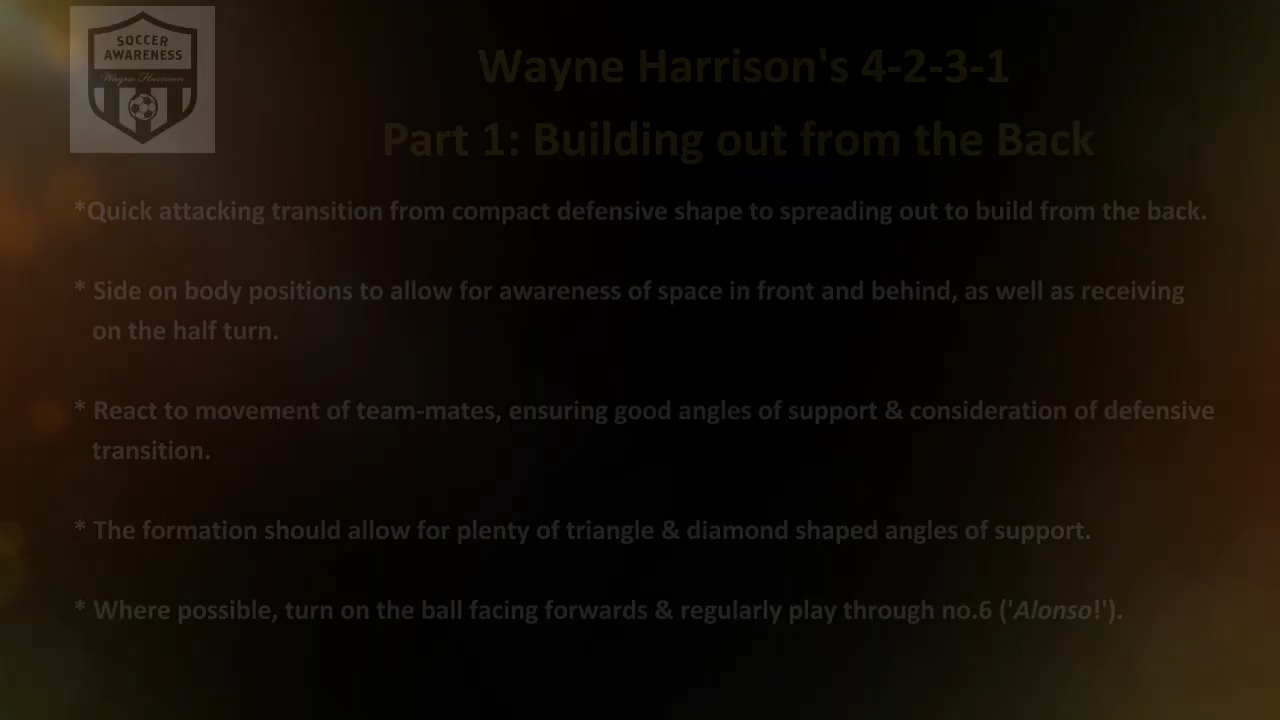 SOCCER
AWARENESS
Wayne Harrison
Wayne Harrison's 4-2-3-1
Part 1: Building out from the Back
*Quick attacking transition from compact defensive shape to spreading out to build from the back.
* Side on body positions to allow for awareness of space in front and behind, as well as receiving
on the half turn.
* React to movement of team-mates, ensuring good angles of support & consideration of defensive
transition.
* The formation should allow for plenty of triangle & diamond shaped angles of support.
* Where possible, turn on the ball facing forwards & regularly play through no.6 ('Alonso!').